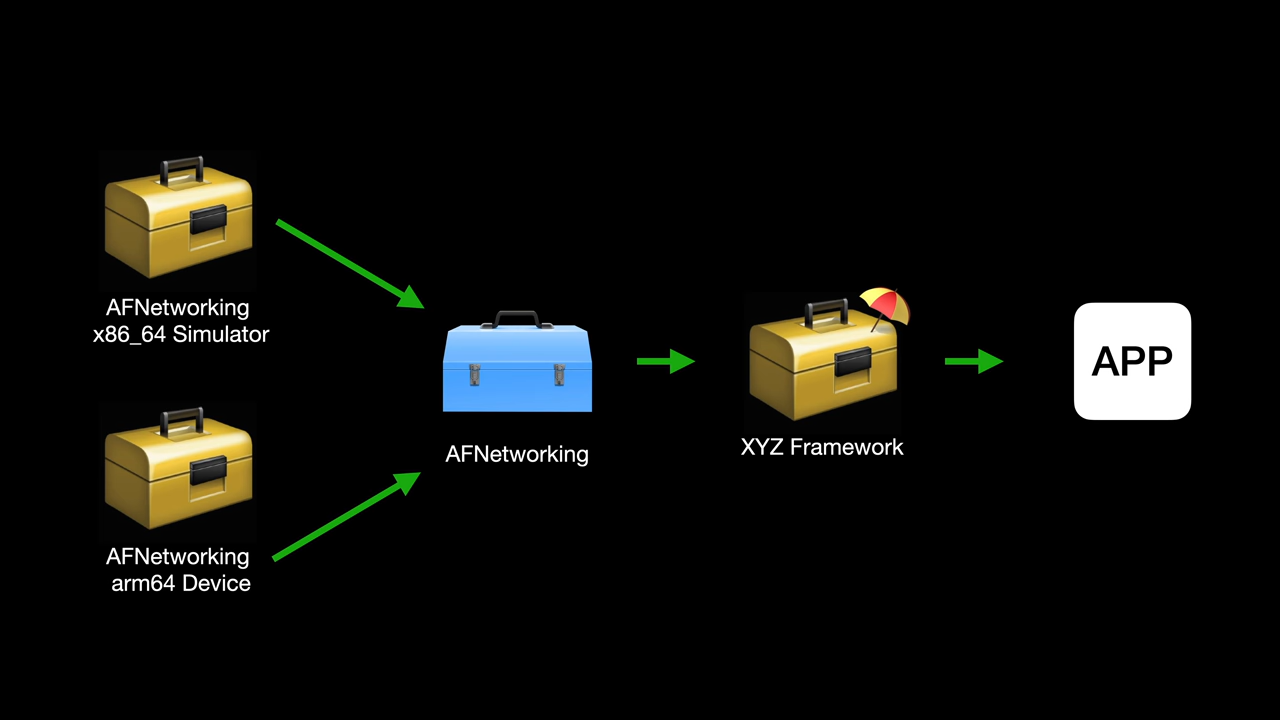 AFNetworking
x86_64 Simulator
AFNetworking
arm64 Device
AFNetworking
XYZ Framework
APP